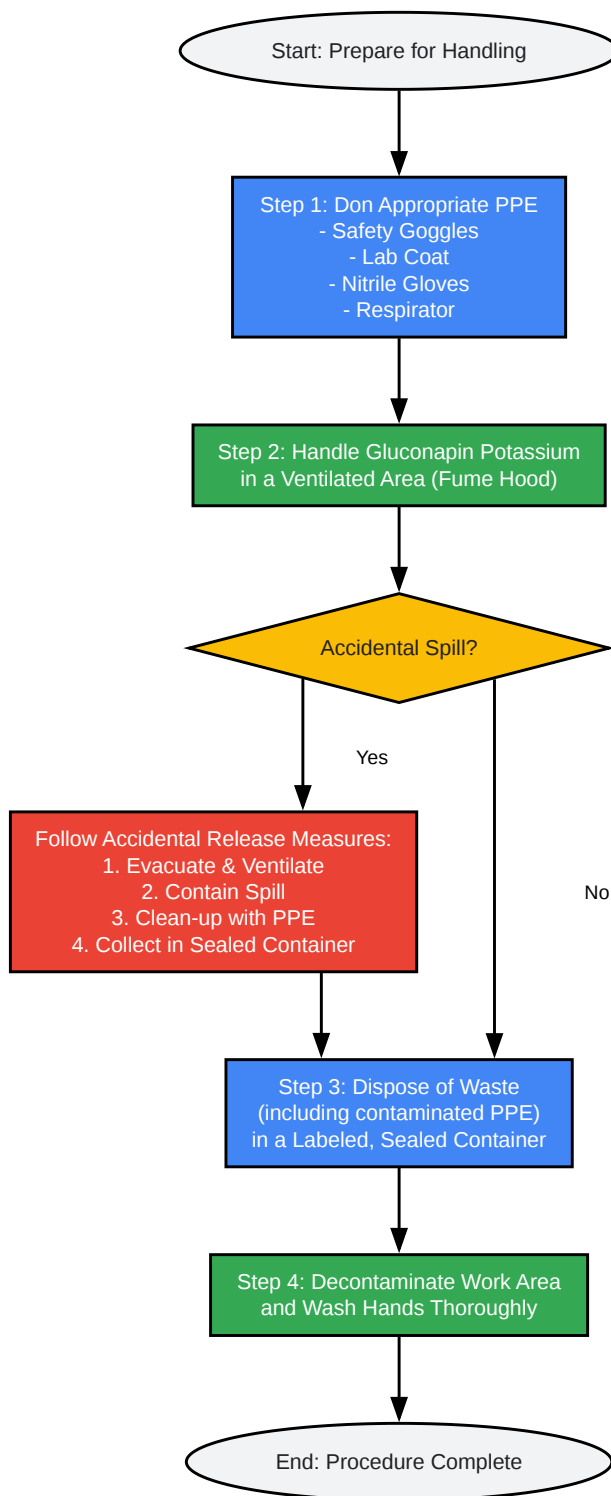 Start: Prepare for Handling
Step 1: Don Appropriate PPE
- Safety Goggles
- Lab Coat
- Nitrile Gloves
- Respirator
Step 2: Handle Gluconapin Potassium
in a Ventilated Area (Fume Hood)
Accidental Spill?
Yes
Follow Accidental Release Measures:
1. Evacuate & Ventilate
2. Contain Spill
3. Clean-up with PPE
4. Collect in Sealed Container
No
Step 3: Dispose of Waste
(including contaminated PPE)
in a Labeled, Sealed Container
Step 4: Decontaminate Work Area
and Wash Hands Thoroughly
End: Procedure Complete